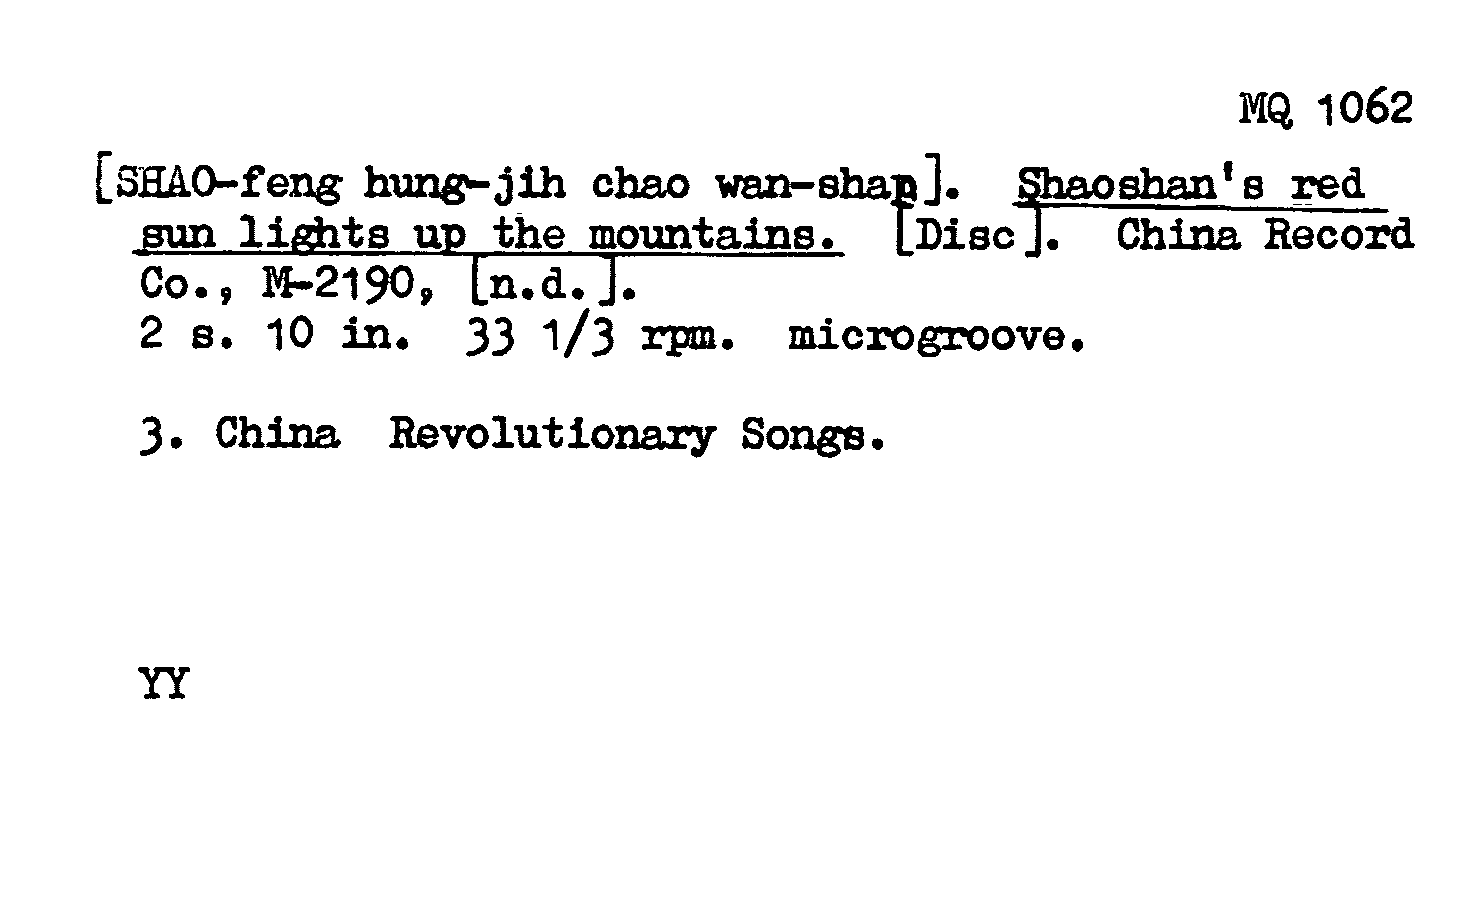 MQ 1062
[SHAO-feng hung-jih chao wan-shan]. Shaoshan's red
sun lights up the mountains. [Disc]. China Record
Co., M-2190, [n.d.].
2 s. 10 in. 33 1/3 rpm. microgroove.
3. China Revolutionary Songs.
YY